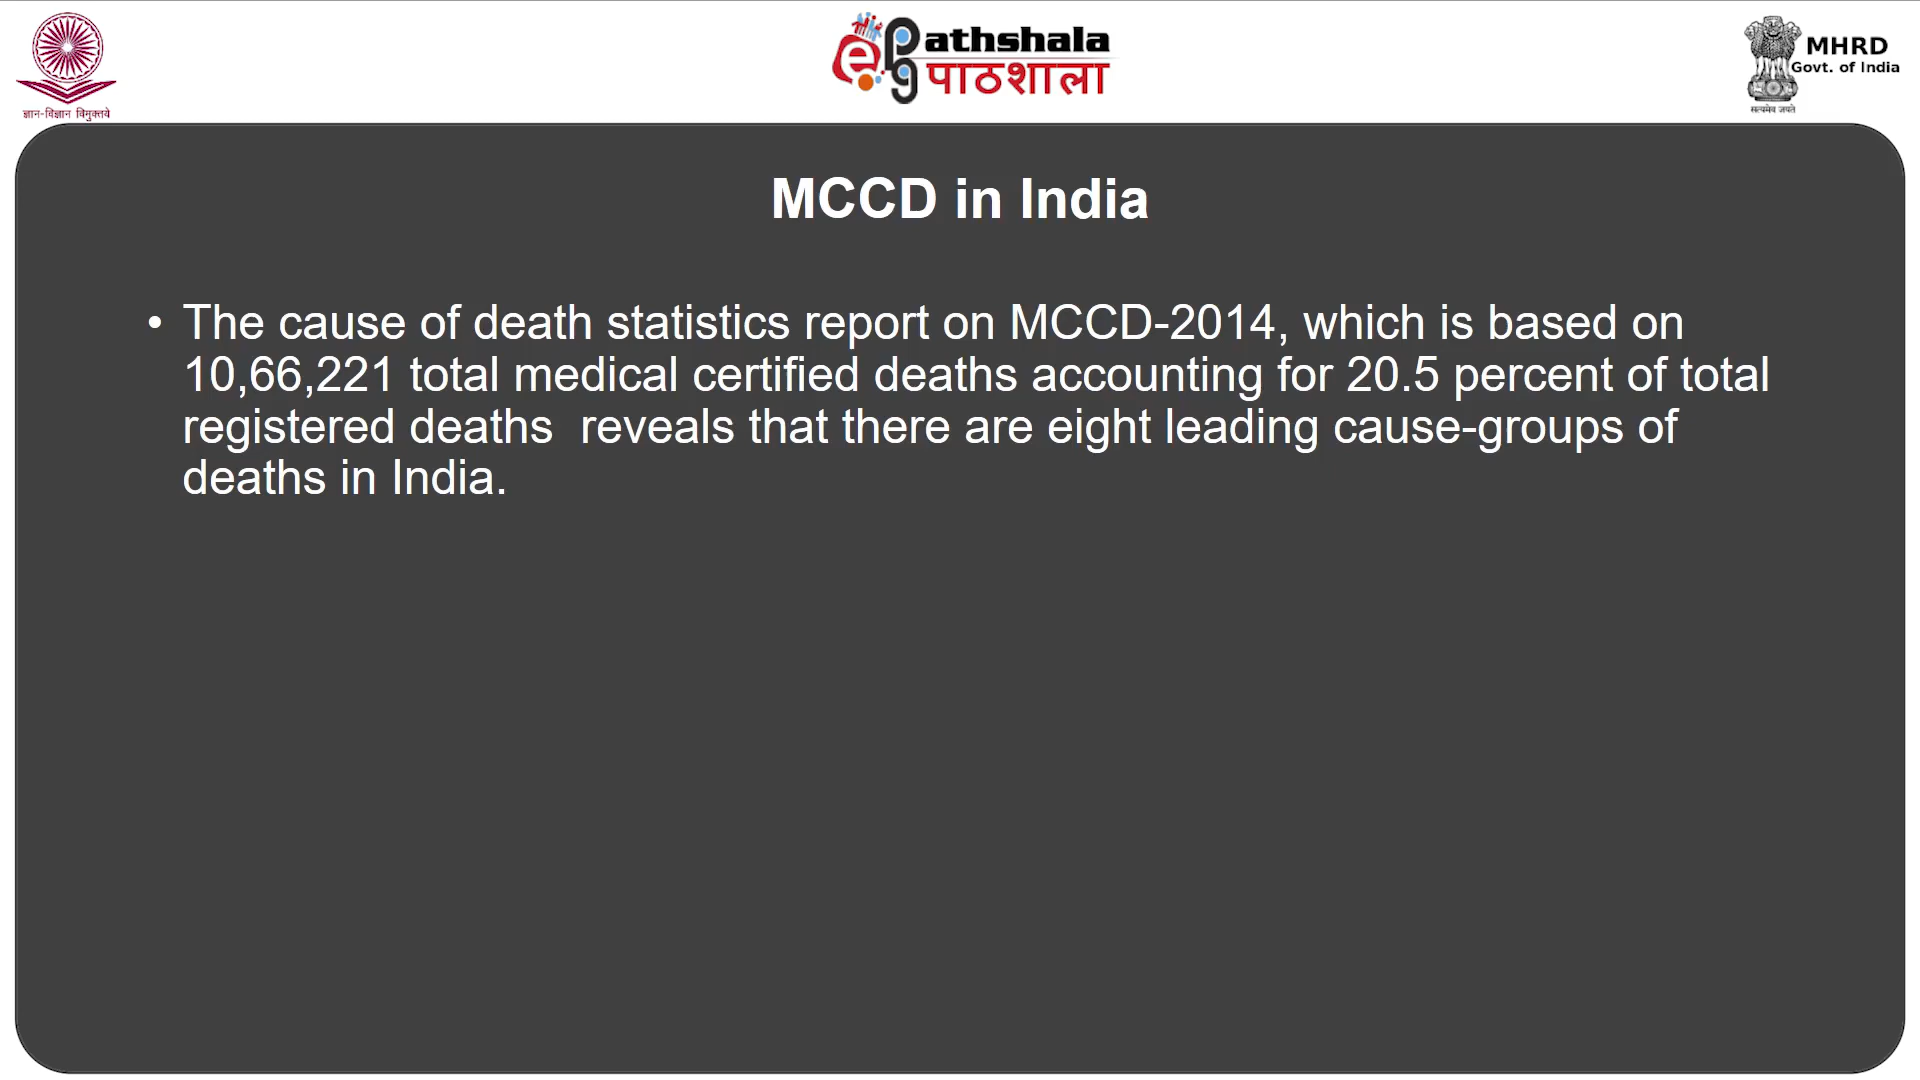 ज्ञान-विज्ञान विमुक्तये
e
Pathshala
पाठशाला
pg
MHRD
Govt. of India
सत्यमेव जयते
MCCD in India
• The cause of death statistics report on MCCD-2014, which is based on
10,66,221 total medical certified deaths accounting for 20.5 percent of total
registered deaths  reveals that there are eight leading cause-groups of
deaths in India.